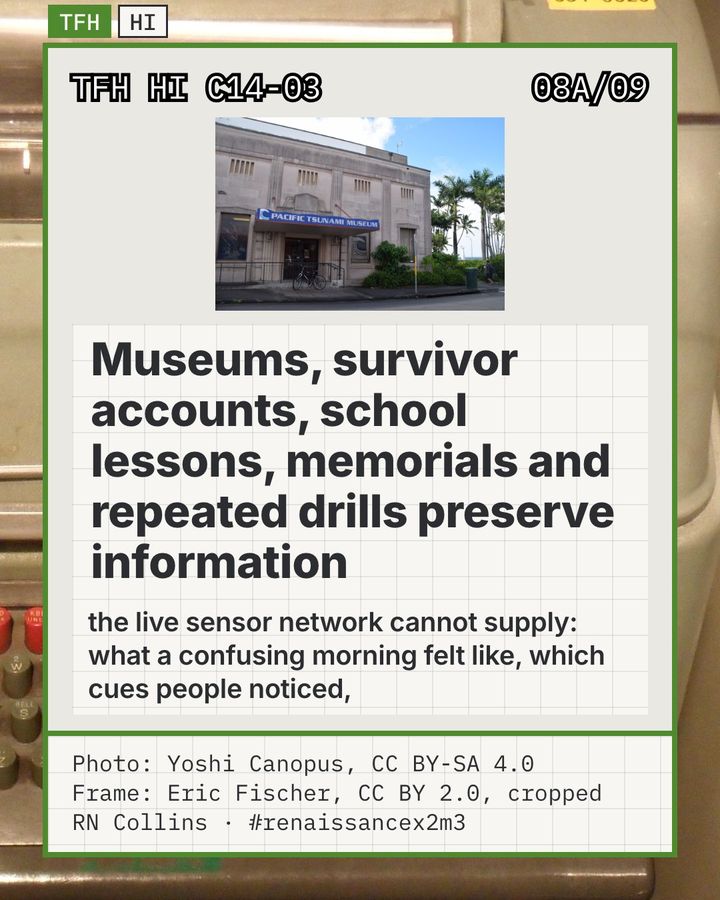 TFH HI
TFH HI C14-03
08A/09
PACIFIC TSUNAMI MUSEUM
Museums, survivor
accounts, school
lessons, memorials and
repeated drills preserve
information
the live sensor network cannot supply:
what a confusing morning felt like, which
cues people noticed,
Photo: Yoshi Canopus, CC BY-SA 4.0
Frame: Eric Fischer, CC BY 2.0, cropped
RN Collins · #renaissancex2m3
W
BELL
S